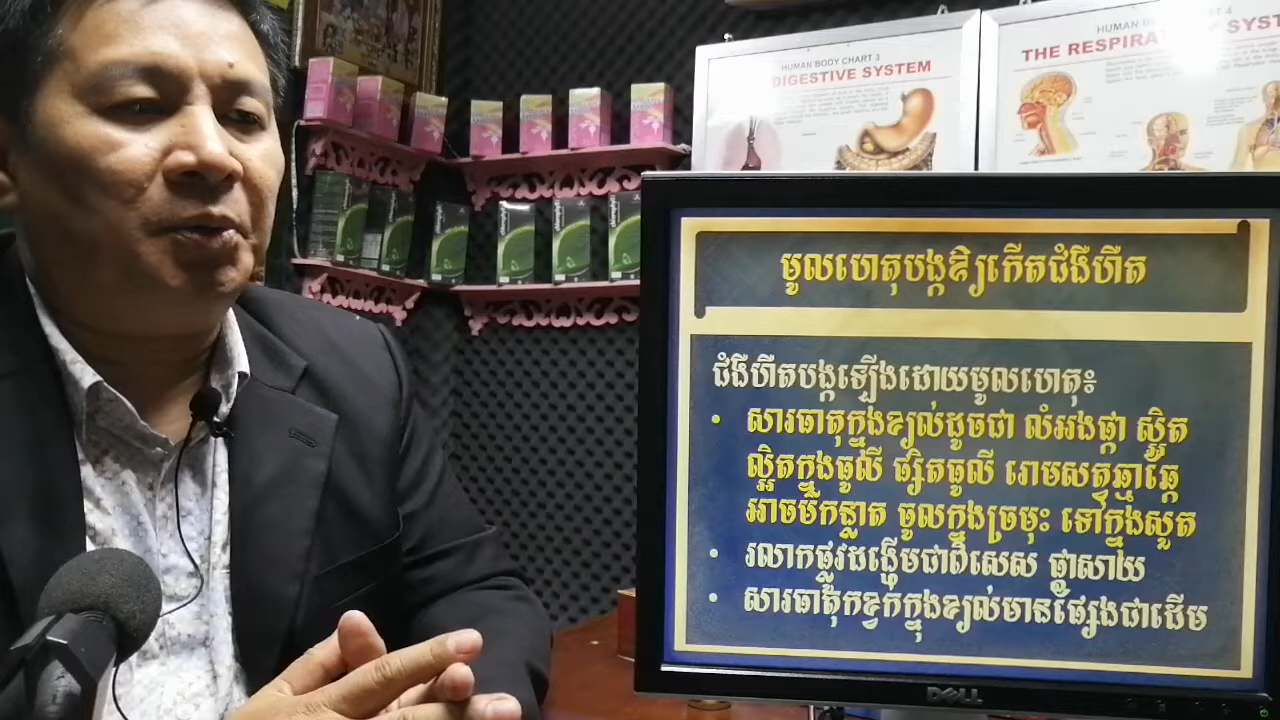 HUMAN BODY CHART 3
DIGESTIVE SYSTEM
HUMAN BODY
THE RESPIRA
មូលហេតុបង្កឱ្យកើតជំងឺហឺត
ជំងឺហឺតបង្កឡើងដោយមូលហេតុ៖
• សារធាតុក្នុងខ្យល់ដូចជា លំអងផ្កា ស្អិត
ល្អិតក្នុងធូលី ផ្សិតធូលី រោមសត្វឆ្មាឆ្កែ
អាចម៍កន្លាត ចូលក្នុងច្រមុះ ទៅក្នុងសួត
• រលាកផ្លូវដង្ហើមជាពិសេស ផ្តាសាយ
• សារធាតុកខ្វក់ក្នុងខ្យល់មានផ្សែងជាដើម
DELL